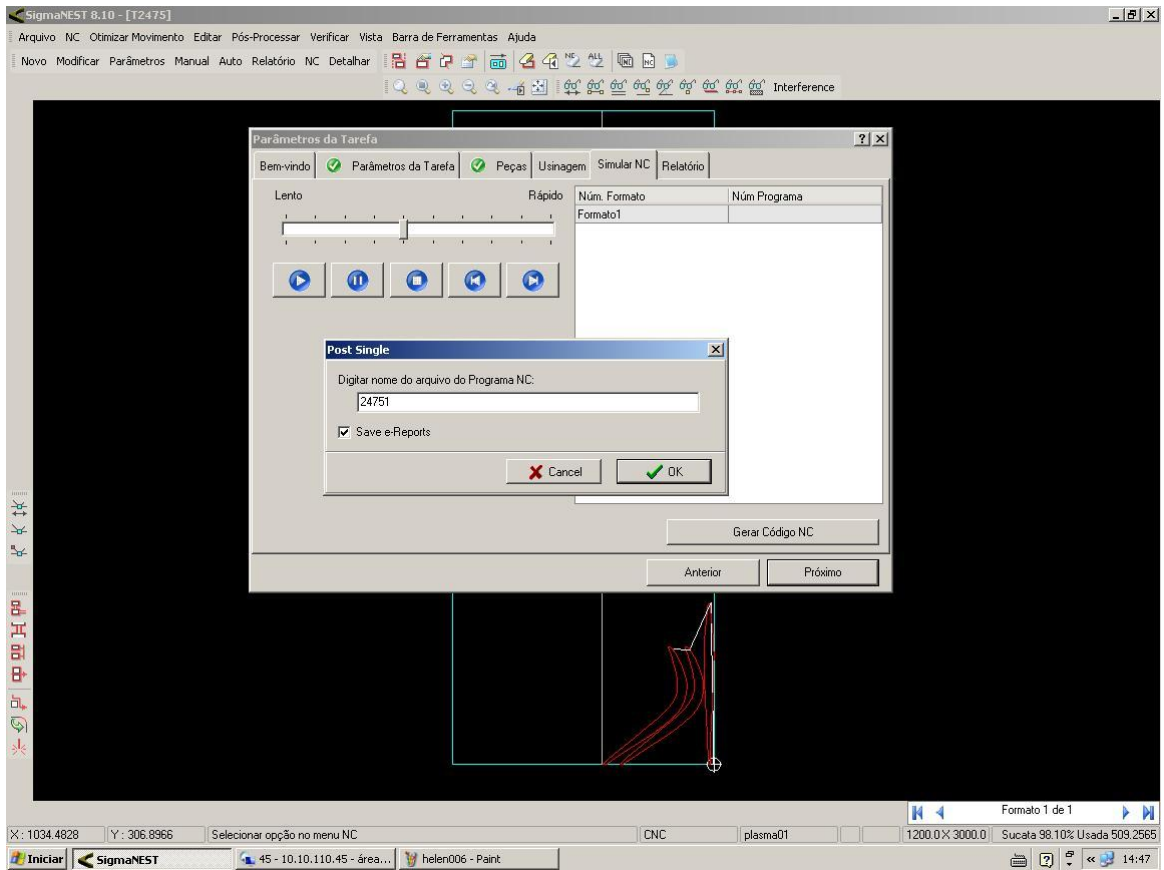 SigmaNEST 8.10 - [T2475]
Arquivo NC Otimizar Movimento Editar Pós-Processar Verificar Vista Barra de Ferramentas Ajuda
Novo Modificar Parâmetros Manual Auto Relatório NC Detalhar
Interference
Parâmetros da Tarefa
Bem-vindo Parâmetros da Tarefa Peças Usinagem Simular NC Relatório
Lento Rápido
Núm. Formato Núm Programa
Formato1
Post Single
Digitar nome do arquivo do Programa NC:
24751
Save e-Reports
Cancel OK
Gerar Código NC
Anterior Próximo
Formato 1 de 1
X: 1034.4828 Y: 306.8966 Selecionar opção no menu NC CNC plasma01 1200.0 X 3000.0 Sucata 98.10% Usada 509.2565
Iniciar SigmaNEST 45 - 10.10.110.45 - área... helen006 - Paint 14:47